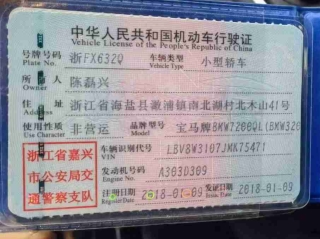 中华人民共和国机动车行驶证
Vehicle License of the People's Republic of China
号牌号码 浙FX632Q 车辆类型 小型轿车
Plate No. Vehicle Type
所有人 陈磊兴
Owner
住址 浙江省海盐县澉浦镇南北湖村北木山41号
Address
使用性质 非营运 品牌型号 宝马牌BMW7200QL(BMW320
Use Character Model
浙江省嘉兴
市公安局交
通警察支队
车辆识别代号 LBV8W3107JMK75471
VIN
发动机号码 A3030309
Engine No.
注册日期 2018-01-09 发证日期 2018-01-09
Register Date Issue Date